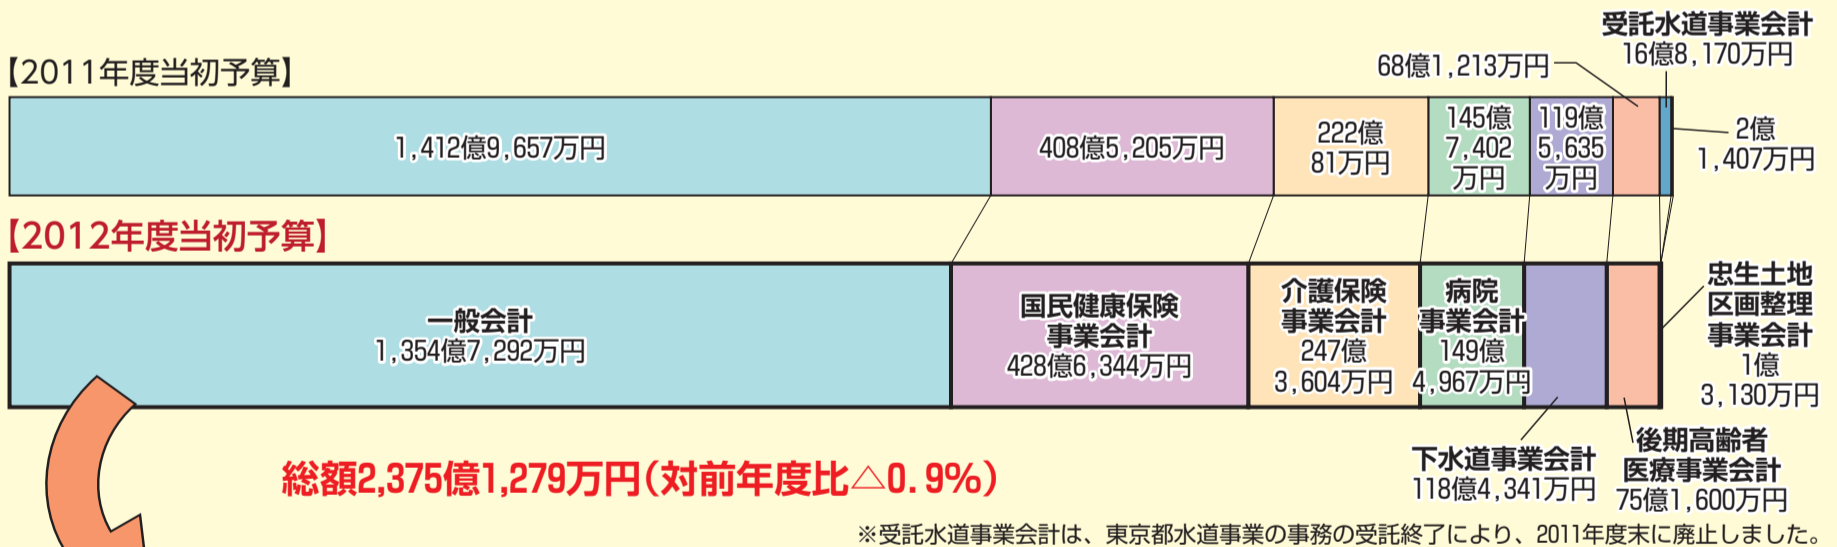 【2011年度当初予算】
受託水道事業会計
16億8,170万円
68億1,213万円
1,412億9,657万円
408億5,205万円
222億
81万円
145億
7,402
万円
119億
5,635
万円
2億
1,407万円
【2012年度当初予算】
一般会計
1,354億7,292万円
国民健康保険
事業会計
428億6,344万円
介護保険
事業会計
247億
3,604万円
病院
事業会計
149億
4,967万円
忠生土地
区画整理
事業会計
1億
3,130万円
下水道事業会計
118億4,341万円
後期高齢者
医療事業会計
75億1,600万円
総額2,375億1,279万円(対前年度比△0.9%)
※受託水道事業会計は、東京都水道事業の事務の受託終了により、2011年度末に廃止しました。